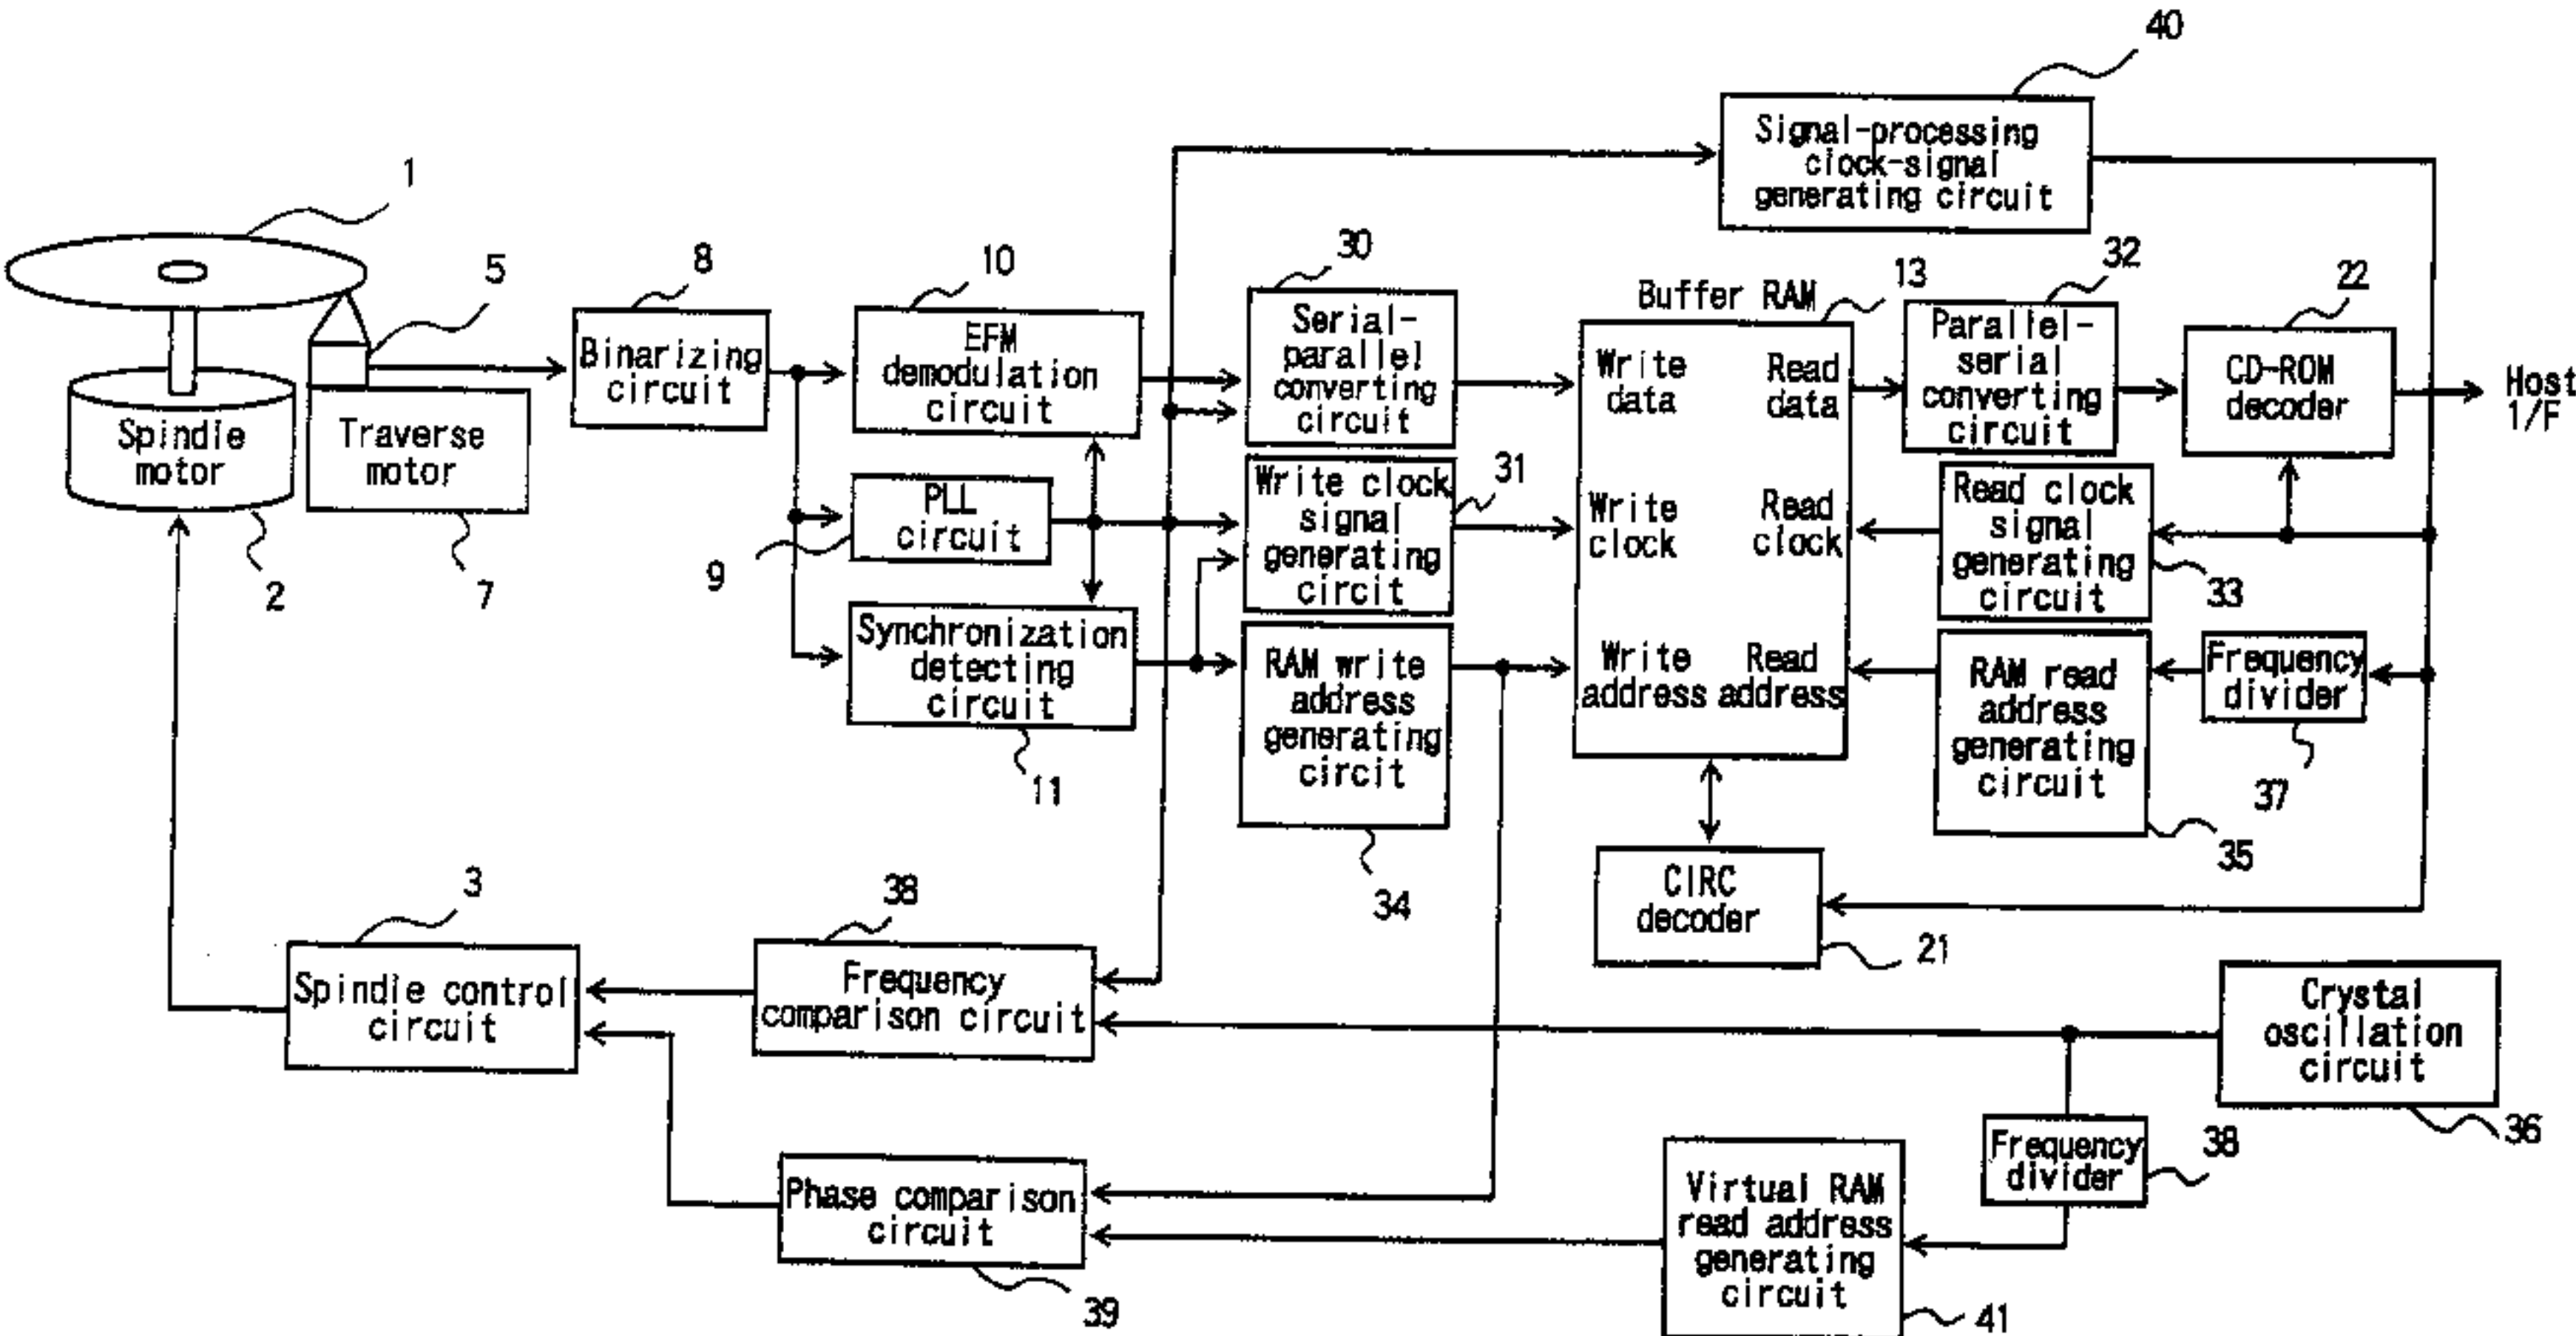 40
Signal-processing
clock-signal
generating circuit
1
5
8
10
30
Buffer RAM
13
32
22
Binarizing
circuit
EFM
demodulation
circuit
Serial-
parallel
converting
circuit
Write
data
Read
data
Parallel-
serial
converting
circuit
CD-ROM
decoder
Host
1/F
Spindle
motor
Traverse
motor
2
7
PLL
circuit
9
Write clock
signal
generating
circit
31
Write
clock
Read
clock
Read clock
signal
generating
circuit
33
Synchronization
detecting
circuit
11
RAM write
address
generating
circit
34
Write
address
Read
address
RAM read
address
generating
circuit
35
Frequency
divider
37
CIRC
decoder
21
3
Spindle control
circuit
38
Frequency
comparison circuit
Crystal
oscillation
circuit
36
Frequency
divider
38
Phase comparison
circuit
39
Virtual RAM
read address
generating
circuit
41